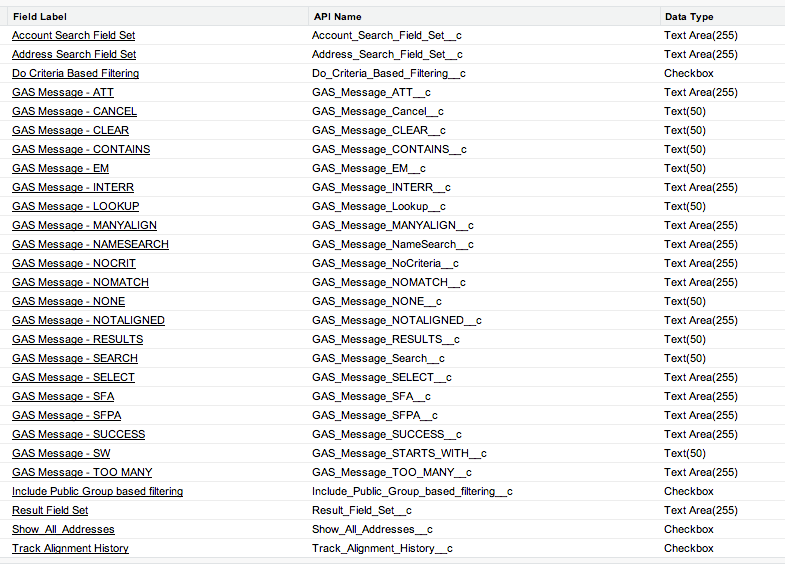 Field Label API Name Data Type
Account Search Field Set Account_Search_Field_Set__c Text Area(255)
Address Search Field Set Address_Search_Field_Set__c Text Area(255)
Do Criteria Based Filtering Do_Criteria_Based_Filtering__c Checkbox
GAS Message - ATT GAS_Message_ATT__c Text Area(255)
GAS Message - CANCEL GAS_Message_Cancel__c Text(50)
GAS Message - CLEAR GAS_Message_CLEAR__c Text(50)
GAS Message - CONTAINS GAS_Message_CONTAINS__c Text(50)
GAS Message - EM GAS_Message_EM__c Text(50)
GAS Message - INTERR GAS_Message_INTERR__c Text Area(255)
GAS Message - LOOKUP GAS_Message_Lookup__c Text(50)
GAS Message - MANYALIGN GAS_Message_MANYALIGN__c Text Area(255)
GAS Message - NAMESEARCH GAS_Message_NameSearch__c Text Area(255)
GAS Message - NOCRIT GAS_Message_NoCriteria__c Text Area(255)
GAS Message - NOMATCH GAS_Message_NOMATCH__c Text Area(255)
GAS Message - NONE GAS_Message_NONE__c Text(50)
GAS Message - NOTALIGNED GAS_Message_NOTALIGNED__c Text Area(255)
GAS Message - RESULTS GAS_Message_RESULTS__c Text(50)
GAS Message - SEARCH GAS_Message_Search__c Text(50)
GAS Message - SELECT GAS_Message_SELECT__c Text Area(255)
GAS Message - SFA GAS_Message_SFA__c Text Area(255)
GAS Message - SFPA GAS_Message_SFPA__c Text Area(255)
GAS Message - SUCCESS GAS_Message_SUCCESS__c Text Area(255)
GAS Message - SW GAS_Message_STARTS_WITH__c Text(50)
GAS Message - TOO MANY GAS_Message_TOO_MANY__c Text Area(255)
Include Public Group based filtering Include_Public_Group_based_filtering__c Checkbox
Result Field Set Result_Field_Set__c Text Area(255)
Show_All_Addresses Show_All_Addresses__c Checkbox
Track Alignment History Track_Alignment_History__c Checkbox